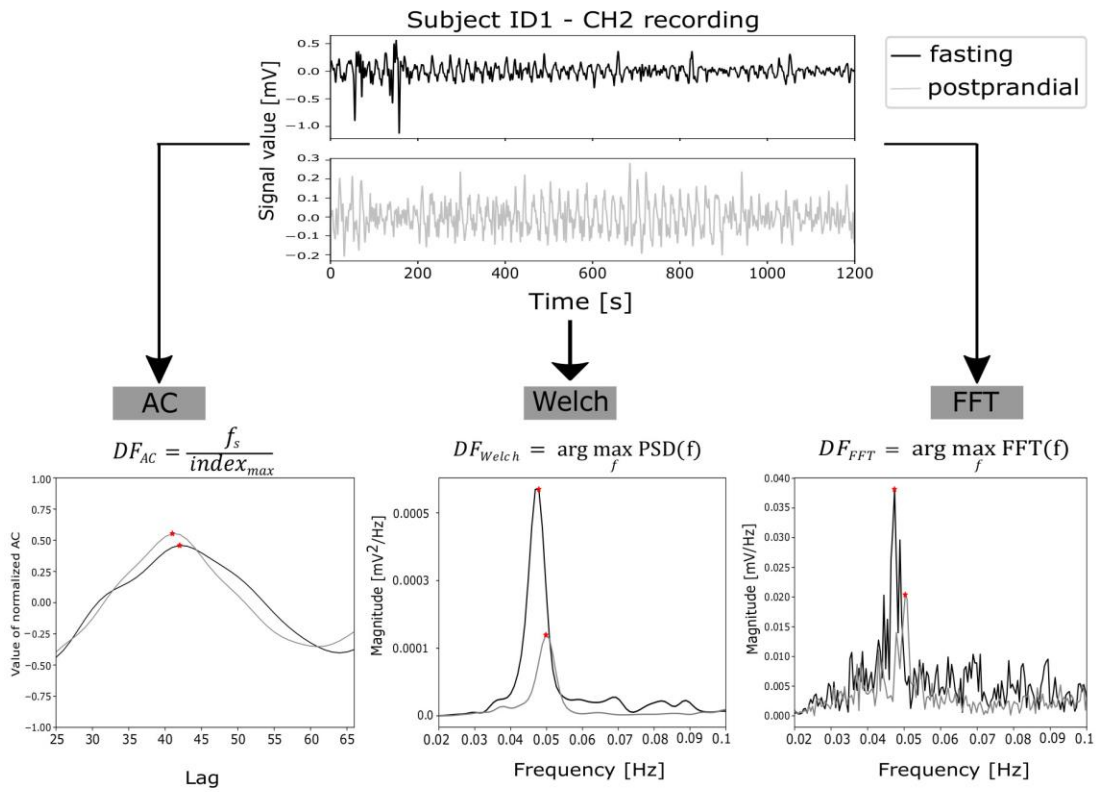 Subject ID1 - CH2 recording
fasting
postprandial
Signal value [mV]
0.5
0.0
−0.5
−1.0
0.3
0.2
0.1
0.0
−0.1
−0.2
0 200 400 600 800 1000 1200
Time [s]
AC
Welch
FFT
DF_AC = f_s / index_max
DF_Welch = arg max_f PSD(f)
DF_FFT = arg max_f FFT(f)
Value of normalized AC
1.00
0.75
0.50
0.25
0.00
−0.25
−0.50
−0.75
−1.00
25 30 35 40 45 50 55 60 65
Lag
Magnitude [mV²/Hz]
0.0005
0.0003
0.0001
0.0
0.02 0.03 0.04 0.05 0.06 0.07 0.08 0.09 0.1
Frequency [Hz]
Magnitude [mV/Hz]
0.040
0.035
0.030
0.025
0.020
0.015
0.010
0.005
0.000
0.02 0.03 0.04 0.05 0.06 0.07 0.08 0.09 0.1
Frequency [Hz]